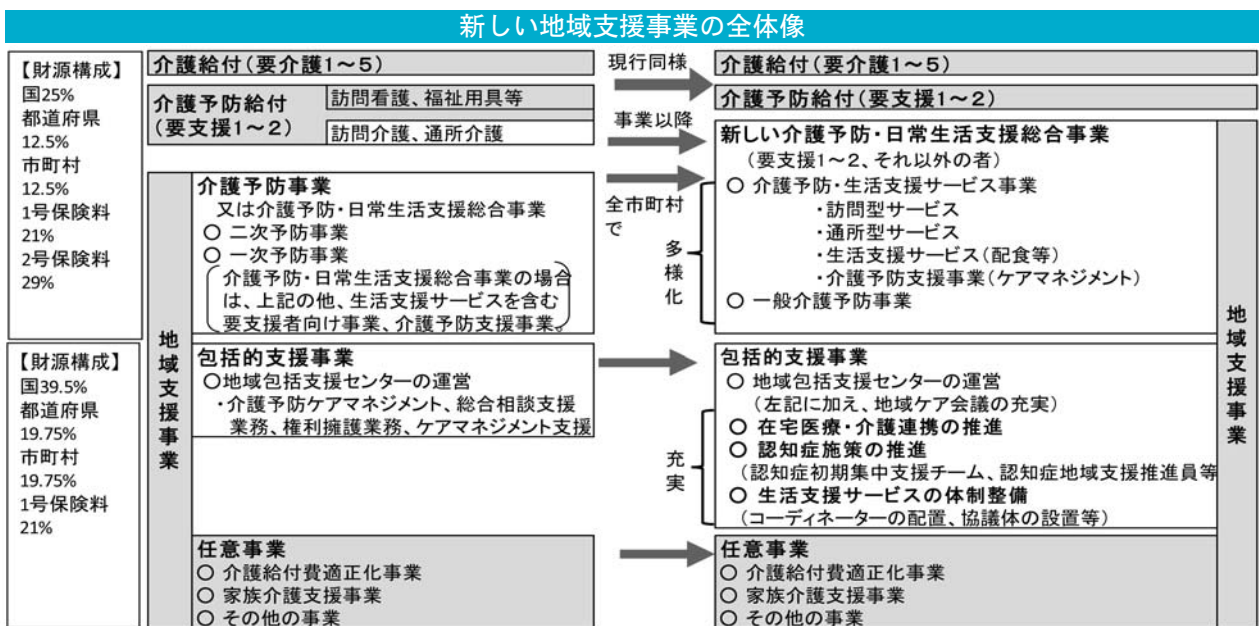 新しい地域支援事業の全体像
【財源構成】
国25%
都道府県
12.5%
市町村
12.5%
1号保険料
21%
2号保険料
29%
【財源構成】
国39.5%
都道府県
19.75%
市町村
19.75%
1号保険料
21%
介護給付(要介護1～5)
介護予防給付
(要支援1～2)
訪問看護、福祉用具等
訪問介護、通所介護
地域支援事業
介護予防事業
又は介護予防・日常生活支援総合事業
○ 二次予防事業
○ 一次予防事業
(介護予防・日常生活支援総合事業の場合
は、上記の他、生活支援サービスを含む
要支援者向け事業、介護予防支援事業。)
包括的支援事業
○地域包括支援センターの運営
・介護予防ケアマネジメント、総合相談支援
業務、権利擁護業務、ケアマネジメント支援
任意事業
○ 介護給付費適正化事業
○ 家族介護支援事業
○ その他の事業
現行同様
事業以降
全市町村
で
多様化
充実
介護給付(要介護1～5)
介護予防給付(要支援1～2)
新しい介護予防・日常生活支援総合事業
(要支援1～2、それ以外の者)
○ 介護予防・生活支援サービス事業
・訪問型サービス
・通所型サービス
・生活支援サービス(配食等)
・介護予防支援事業(ケアマネジメント)
○ 一般介護予防事業
包括的支援事業
○ 地域包括支援センターの運営
(左記に加え、地域ケア会議の充実)
○ 在宅医療・介護連携の推進
○ 認知症施策の推進
(認知症初期集中支援チーム、認知症地域支援推進員等
○ 生活支援サービスの体制整備
(コーディネーターの配置、協議体の設置等)
任意事業
○ 介護給付費適正化事業
○ 家族介護支援事業
○ その他の事業
地域支援事業